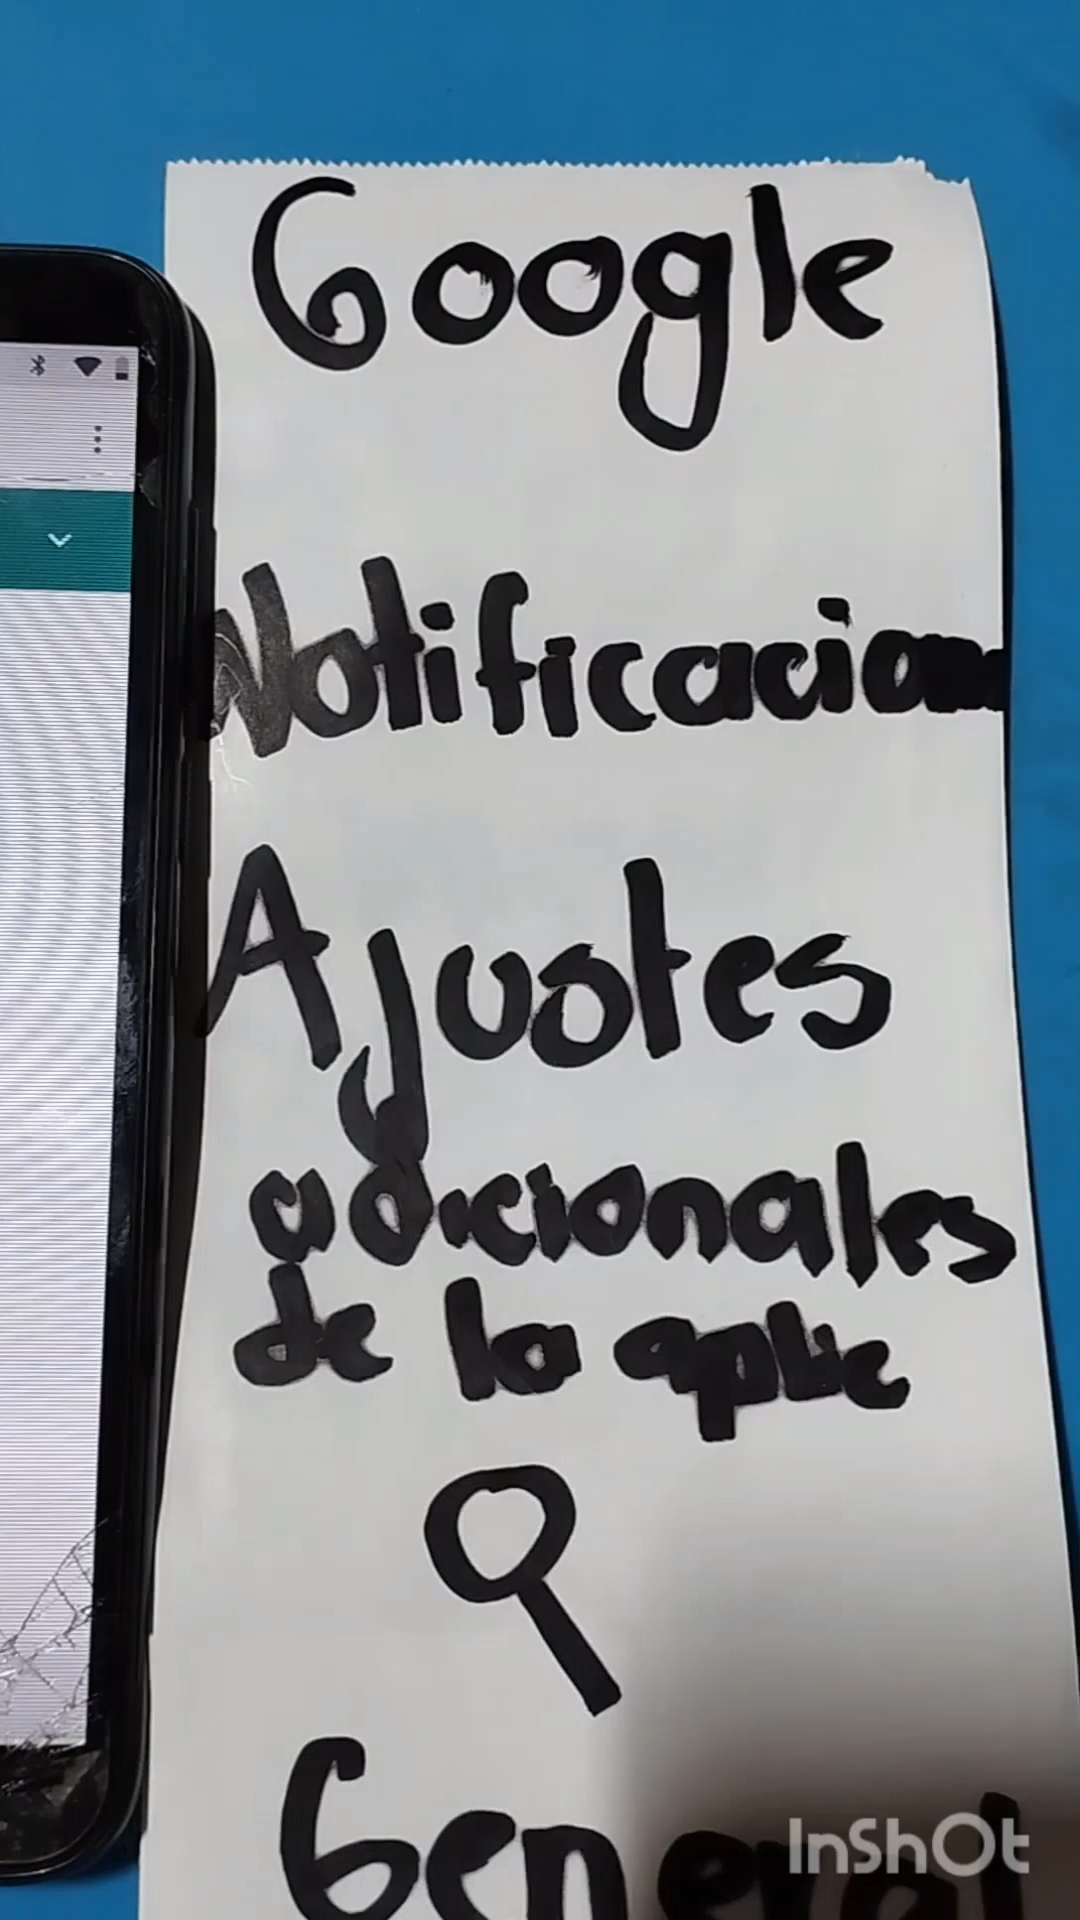 Google
Notificacion
Ajustes
adicionales
de la aplic
General
InShOt